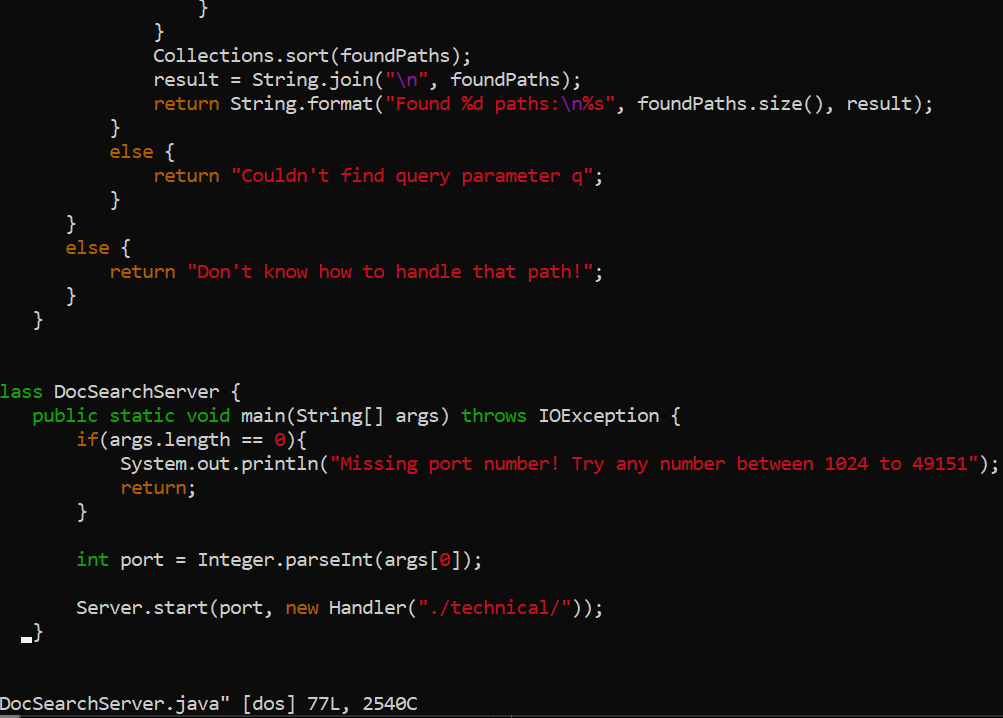 }
              }
              Collections.sort(foundPaths);
              result = String.join("\n", foundPaths);
              return String.format("Found %d paths:\n%s", foundPaths.size(), result);
          }
          else {
              return "Couldn't find query parameter q";
          }
      }
      else {
          return "Don't know how to handle that path!";
      }
   }
lass DocSearchServer {
   public static void main(String[] args) throws IOException {
       if(args.length == 0){
           System.out.println("Missing port number! Try any number between 1024 to 49151");
           return;
       }
       int port = Integer.parseInt(args[0]);
       Server.start(port, new Handler("./technical/"));
   }
DocSearchServer.java" [dos] 77L, 2540C